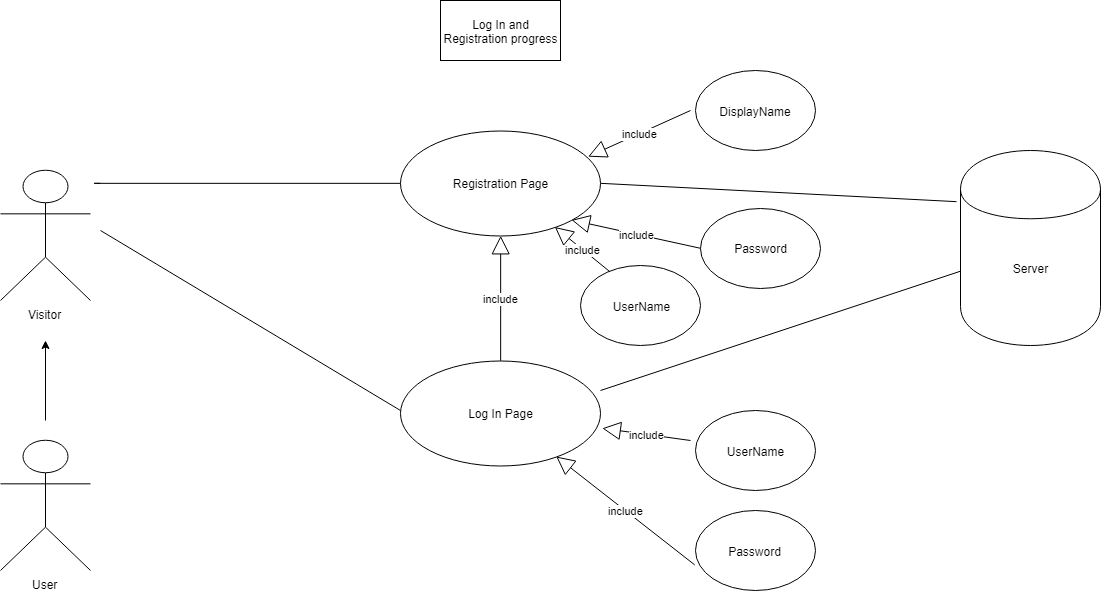 Log In and
Registration progress
DisplayName
include
Registration Page
Password
include
include
UserName
Server
Visitor
include
Log In Page
include
UserName
include
Password
User